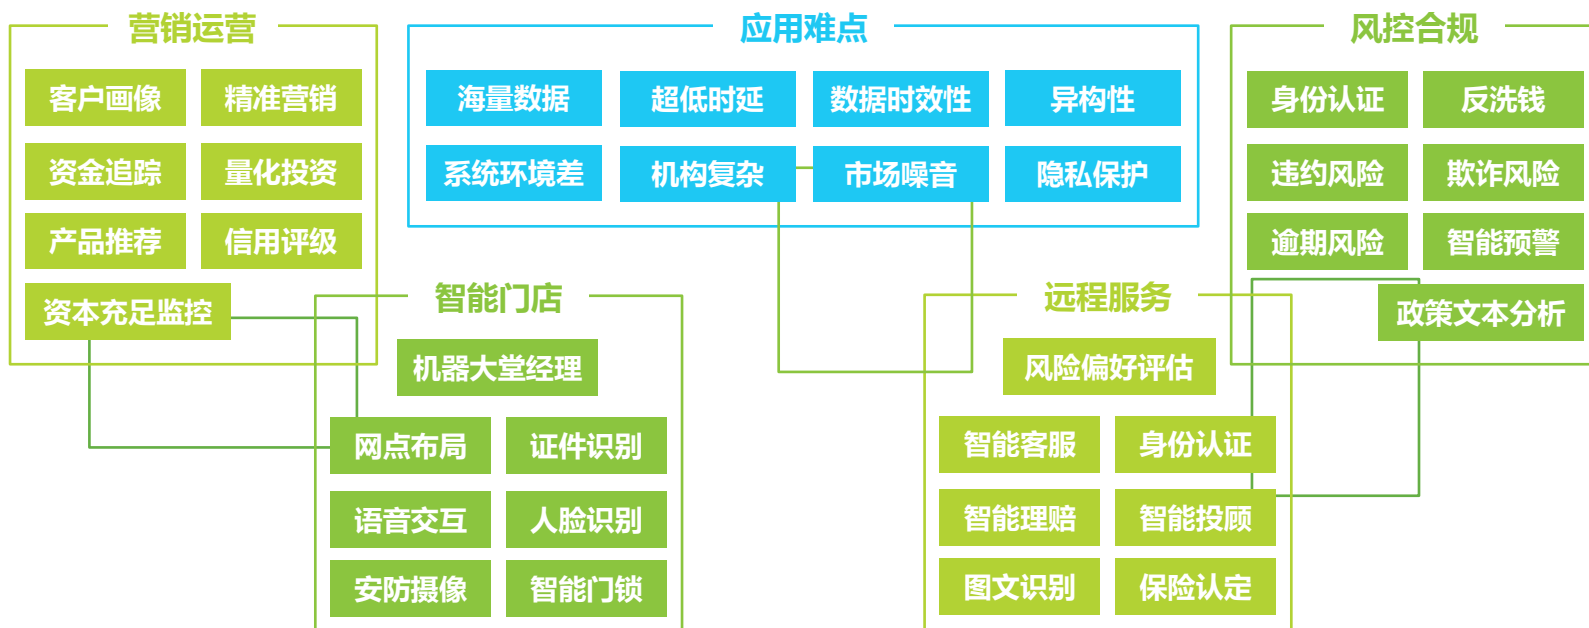 营销运营
客户画像
精准营销
资金追踪
量化投资
产品推荐
信用评级
资本充足监控
应用难点
海量数据
超低时延
数据时效性
异构性
系统环境差
机构复杂
市场噪音
隐私保护
风控合规
身份认证
反洗钱
违约风险
欺诈风险
逾期风险
智能预警
政策文本分析
智能门店
机器大堂经理
网点布局
证件识别
语音交互
人脸识别
安防摄像
智能门锁
远程服务
风险偏好评估
智能客服
身份认证
智能理赔
智能投顾
图文识别
保险认定